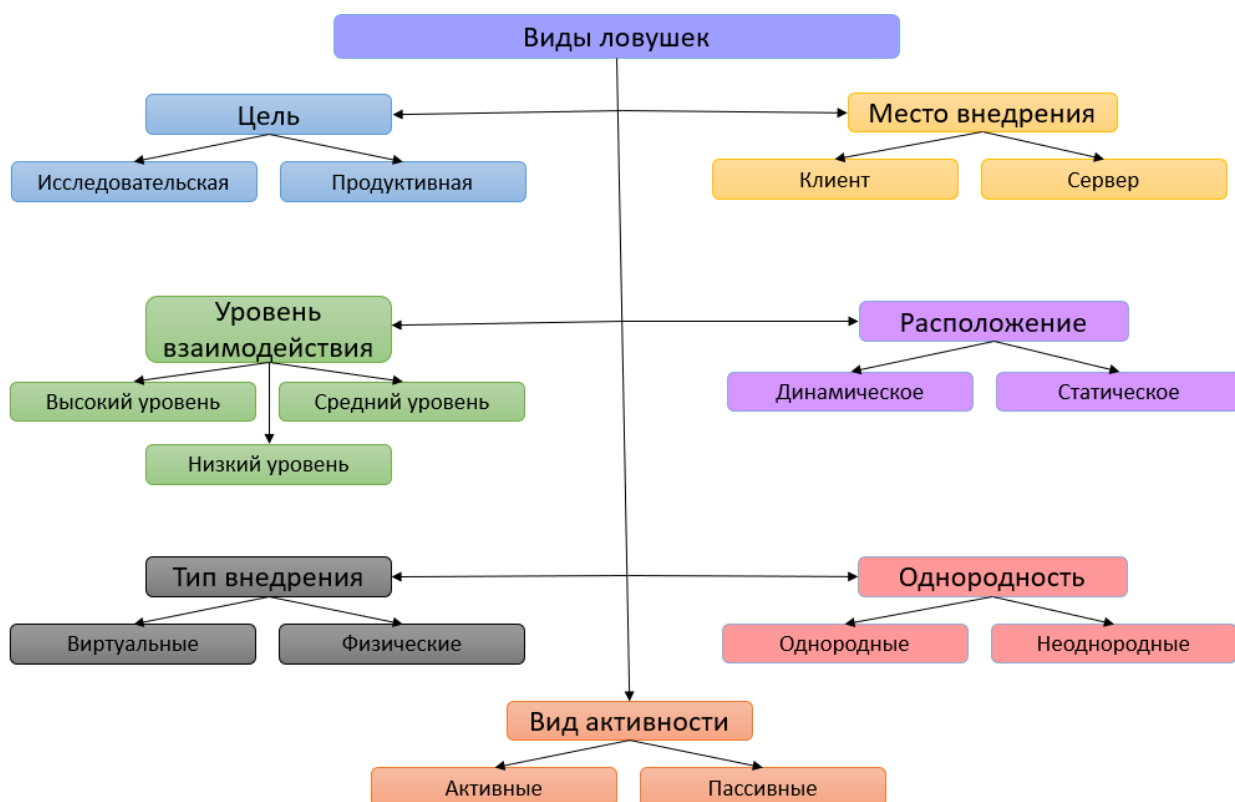 Виды ловушек
Цель
Место внедрения
Исследовательская
Продуктивная
Клиент
Сервер
Уровень
взаимодействия
Расположение
Высокий уровень
Средний уровень
Динамическое
Статическое
Низкий уровень
Тип внедрения
Однородность
Виртуальные
Физические
Однородные
Неоднородные
Вид активности
Активные
Пассивные